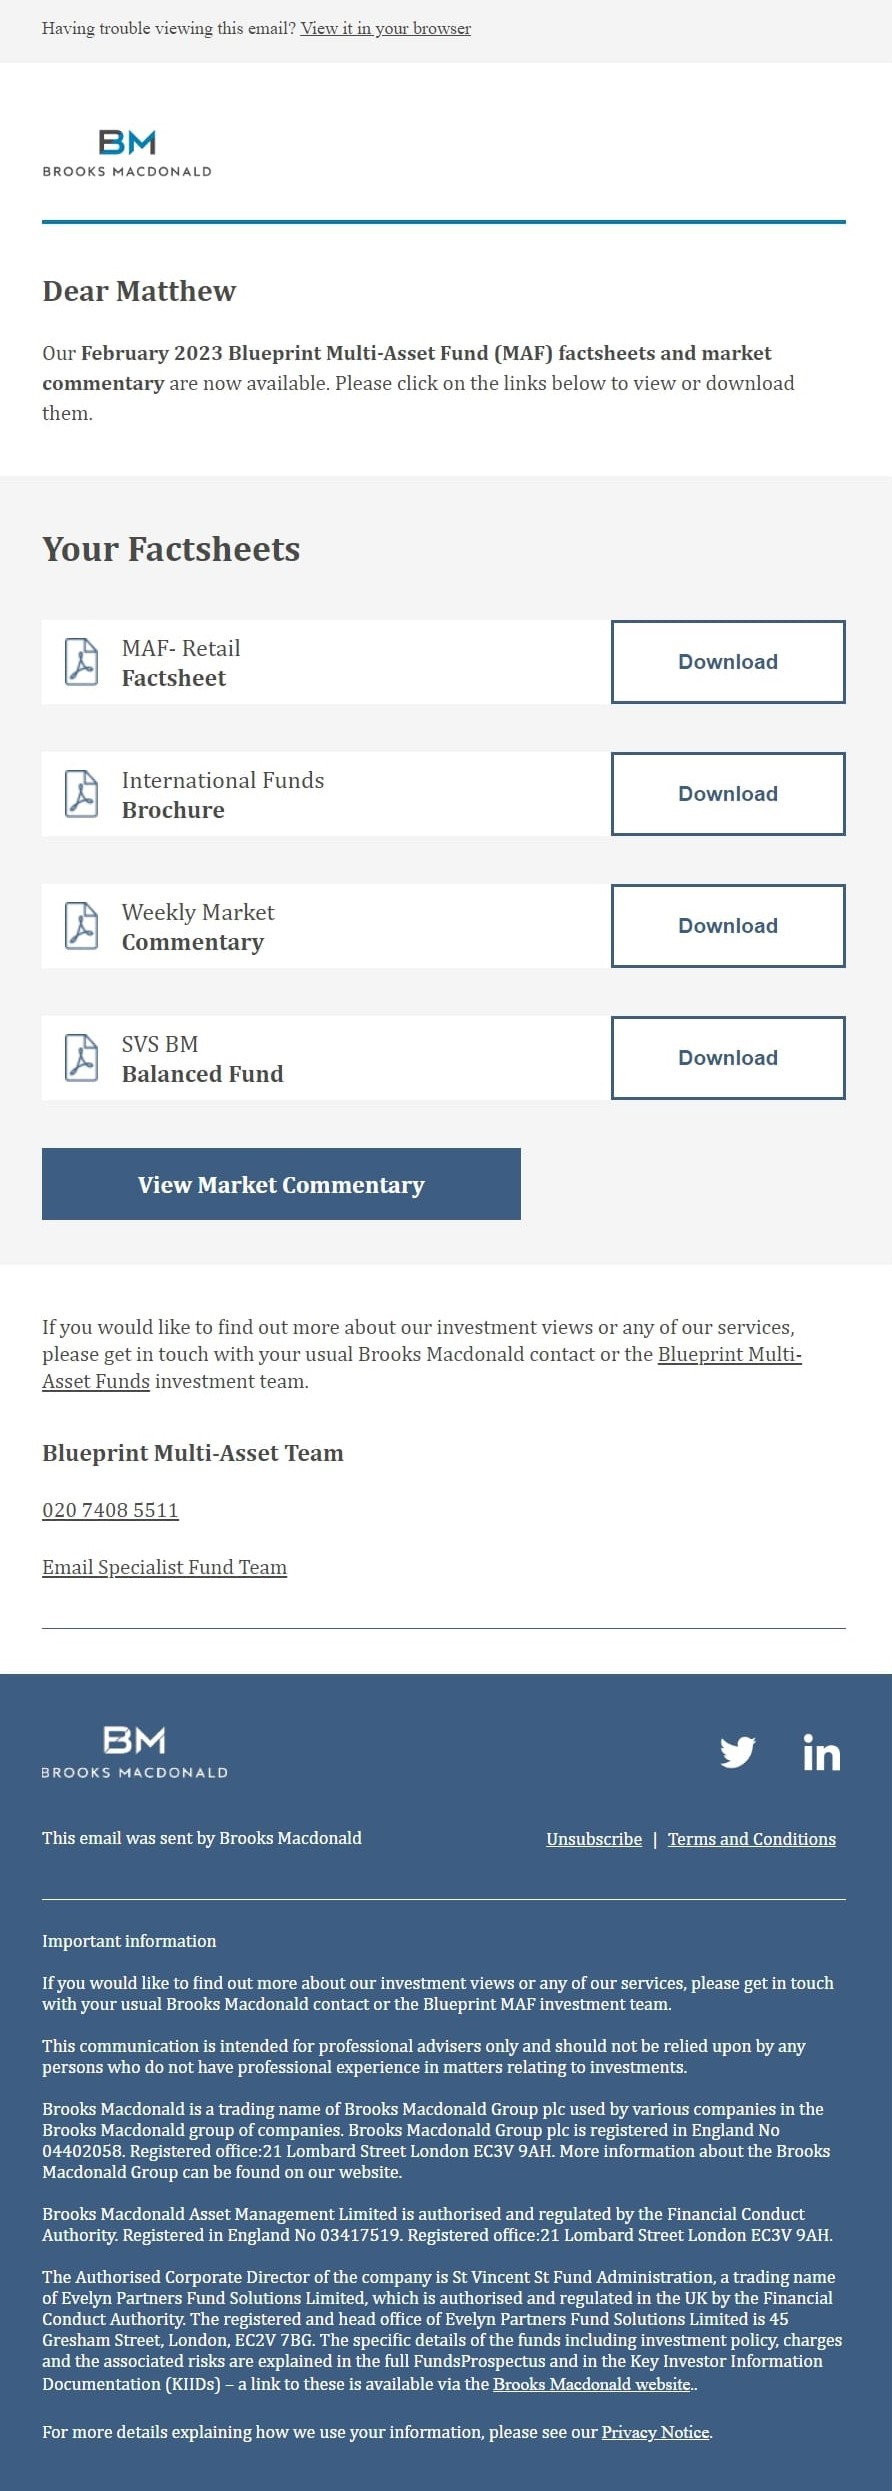 Having trouble viewing this email? View it in your browser
BM
BROOKS MACDONALD
Dear Matthew
Our February 2023 Blueprint Multi-Asset Fund (MAF) factsheets and market
commentary are now available. Please click on the links below to view or download
them.
Your Factsheets
MAF- Retail
Factsheet
Download
International Funds
Brochure
Download
Weekly Market
Commentary
Download
SVS BM
Balanced Fund
Download
View Market Commentary
If you would like to find out more about our investment views or any of our services,
please get in touch with your usual Brooks Macdonald contact or the Blueprint Multi-
Asset Funds investment team.
Blueprint Multi-Asset Team
020 7408 5511
Email Specialist Fund Team
BM
BROOKS MACDONALD
in
This email was sent by Brooks Macdonald
Unsubscribe | Terms and Conditions
Important information
If you would like to find out more about our investment views or any of our services, please get in touch
with your usual Brooks Macdonald contact or the Blueprint MAF investment team.
This communication is intended for professional advisers only and should not be relied upon by any
persons who do not have professional experience in matters relating to investments.
Brooks Macdonald is a trading name of Brooks Macdonald Group plc used by various companies in the
Brooks Macdonald group of companies. Brooks Macdonald Group plc is registered in England No
04402058. Registered office:21 Lombard Street London EC3V 9AH. More information about the Brooks
Macdonald Group can be found on our website.
Brooks Macdonald Asset Management Limited is authorised and regulated by the Financial Conduct
Authority. Registered in England No 03417519. Registered office:21 Lombard Street London EC3V 9AH.
The Authorised Corporate Director of the company is St Vincent St Fund Administration, a trading name
of Evelyn Partners Fund Solutions Limited, which is authorised and regulated in the UK by the Financial
Conduct Authority. The registered and head office of Evelyn Partners Fund Solutions Limited is 45
Gresham Street, London, EC2V 7BG. The specific details of the funds including investment policy, charges
and the associated risks are explained in the full FundsProspectus and in the Key Investor Information
Documentation (KIIDs) – a link to these is available via the Brooks Macdonald website..
For more details explaining how we use your information, please see our Privacy Notice.